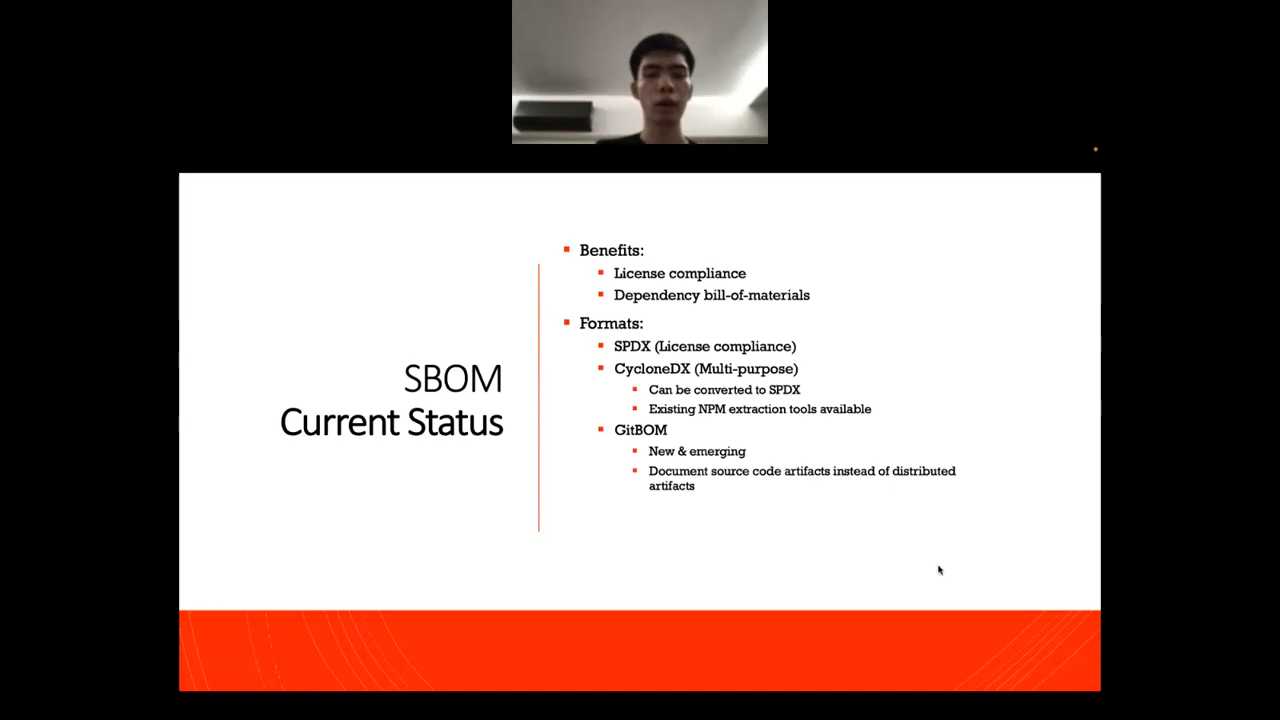 SBOM
Current Status
Benefits:
License compliance
Dependency bill-of-materials
Formats:
SPDX (License compliance)
CycloneDX (Multi-purpose)
Can be converted to SPDX
Existing NPM extraction tools available
GitBOM
New & emerging
Document source code artifacts instead of distributed
artifacts